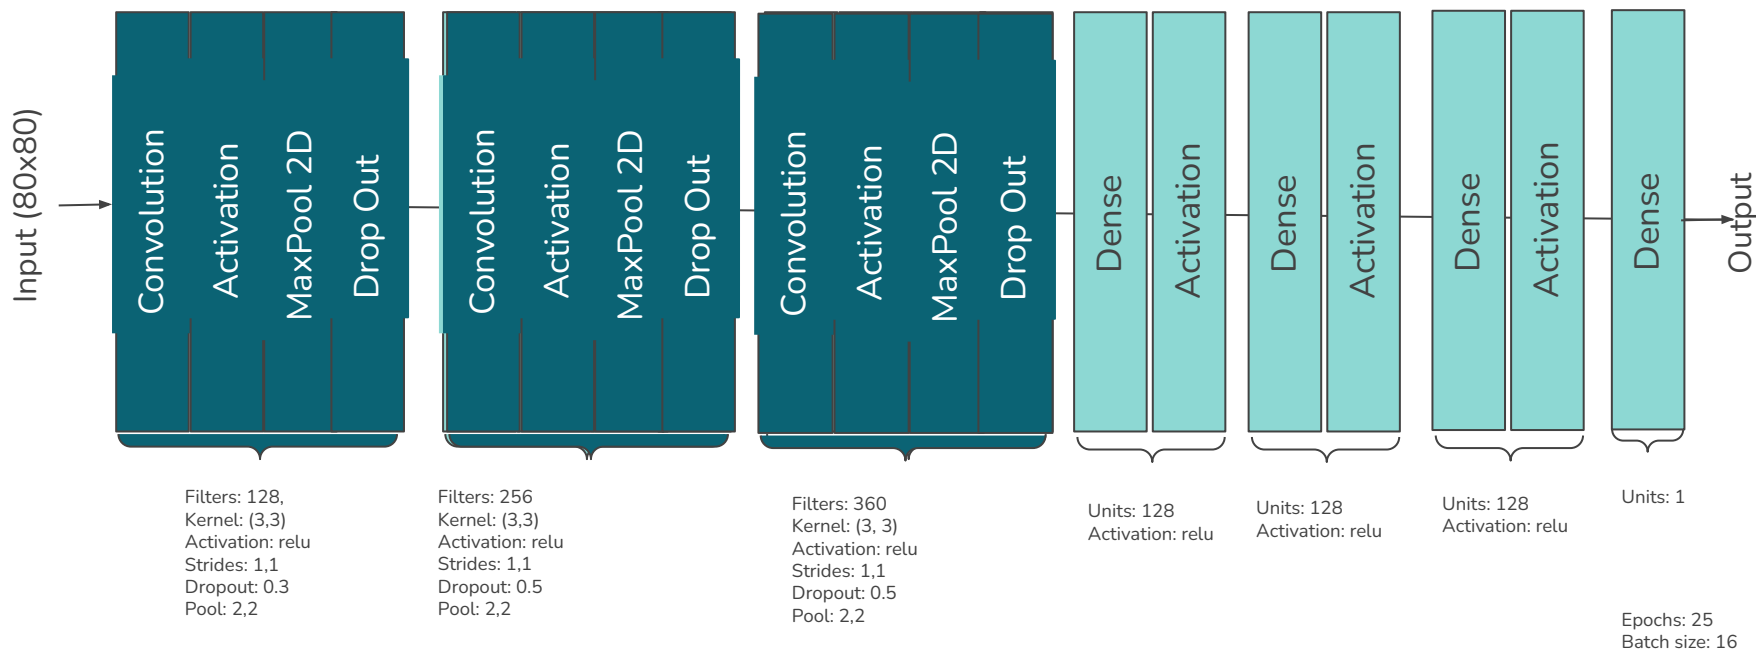 Input (80x80)
Convolution
Activation
MaxPool 2D
Drop Out
Convolution
Activation
MaxPool 2D
Drop Out
Convolution
Activation
MaxPool 2D
Drop Out
Dense
Activation
Dense
Activation
Dense
Activation
Dense
Output
Filters: 128,
Kernel: (3,3)
Activation: relu
Strides: 1,1
Dropout: 0.3
Pool: 2,2
Filters: 256
Kernel: (3,3)
Activation: relu
Strides: 1,1
Dropout: 0.5
Pool: 2,2
Filters: 360
Kernel: (3, 3)
Activation: relu
Strides: 1,1
Dropout: 0.5
Pool: 2,2
Units: 128
Activation: relu
Units: 128
Activation: relu
Units: 128
Activation: relu
Units: 1
Epochs: 25
Batch size: 16